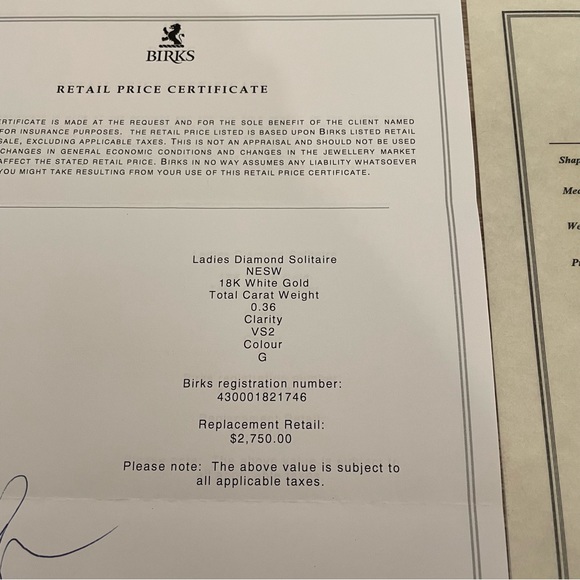 BIRKS
RETAIL PRICE CERTIFICATE
CERTIFICATE IS MADE AT THE REQUEST AND FOR THE SOLE BENEFIT OF THE CLIENT NAMED
FOR INSURANCE PURPOSES. THE RETAIL PRICE LISTED IS BASED UPON BIRKS LISTED RETAIL
SALE, EXCLUDING APPLICABLE TAXES. THIS IS NOT AN APPRAISAL AND SHOULD NOT BE USED
CHANGES IN GENERAL ECONOMIC CONDITIONS AND CHANGES IN THE JEWELLERY MARKET
AFFECT THE STATED RETAIL PRICE. BIRKS IN NO WAY ASSUMES ANY LIABILITY WHATSOEVER
YOU MIGHT TAKE RESULTING FROM YOUR USE OF THIS RETAIL PRICE CERTIFICATE.
Ladies Diamond Solitaire
NESW
18K White Gold
Total Carat Weight
0.36
Clarity
VS2
Colour
G
Birks registration number:
430001821746
Replacement Retail:
$2,750.00
Please note: The above value is subject to
all applicable taxes.